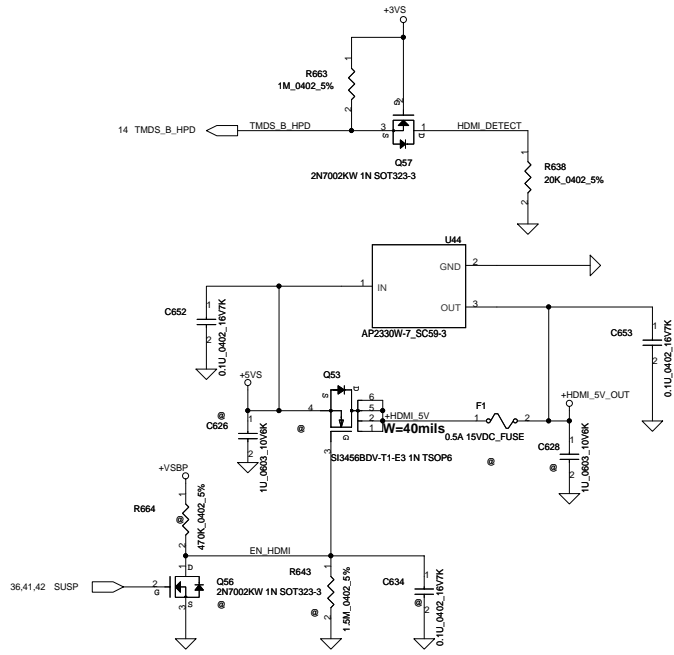 +3VS
R663
1M_0402_5%
1
2
G
2
14 TMDS_B_HPD
TMDS_B_HPD
3
S
1
D
HDMI_DETECT
Q57
2N7002KW 1N SOT323-3
1
R638
20K_0402_5%
2
U44
GND
2
1
IN
OUT
3
AP2330W-7_SC59-3
C652
1
2
0.1U_0402_16V7K
C653
1
2
0.1U_0402_16V7K
+5VS
Q53
D
S
4
G
3
6
5
2
1
+HDMI_5V
W=40mils
F1
1
2
0.5A 15VDC_FUSE
+HDMI_5V_OUT
@
C626
1
2
1U_0603_10V6K
@
SI3456BDV-T1-E3 1N TSOP6
@
C628
@
1
2
1U_0603_10V6K
+VSBP
R664
1
@
2
470K_0402_5%
EN_HDMI
36,41,42 SUSP
2
G
1
D
3
S
Q56
2N7002KW 1N SOT323-3
@
R643
1
@
2
1.5M_0402_5%
C634
@
1
2
0.1U_0402_16V7K